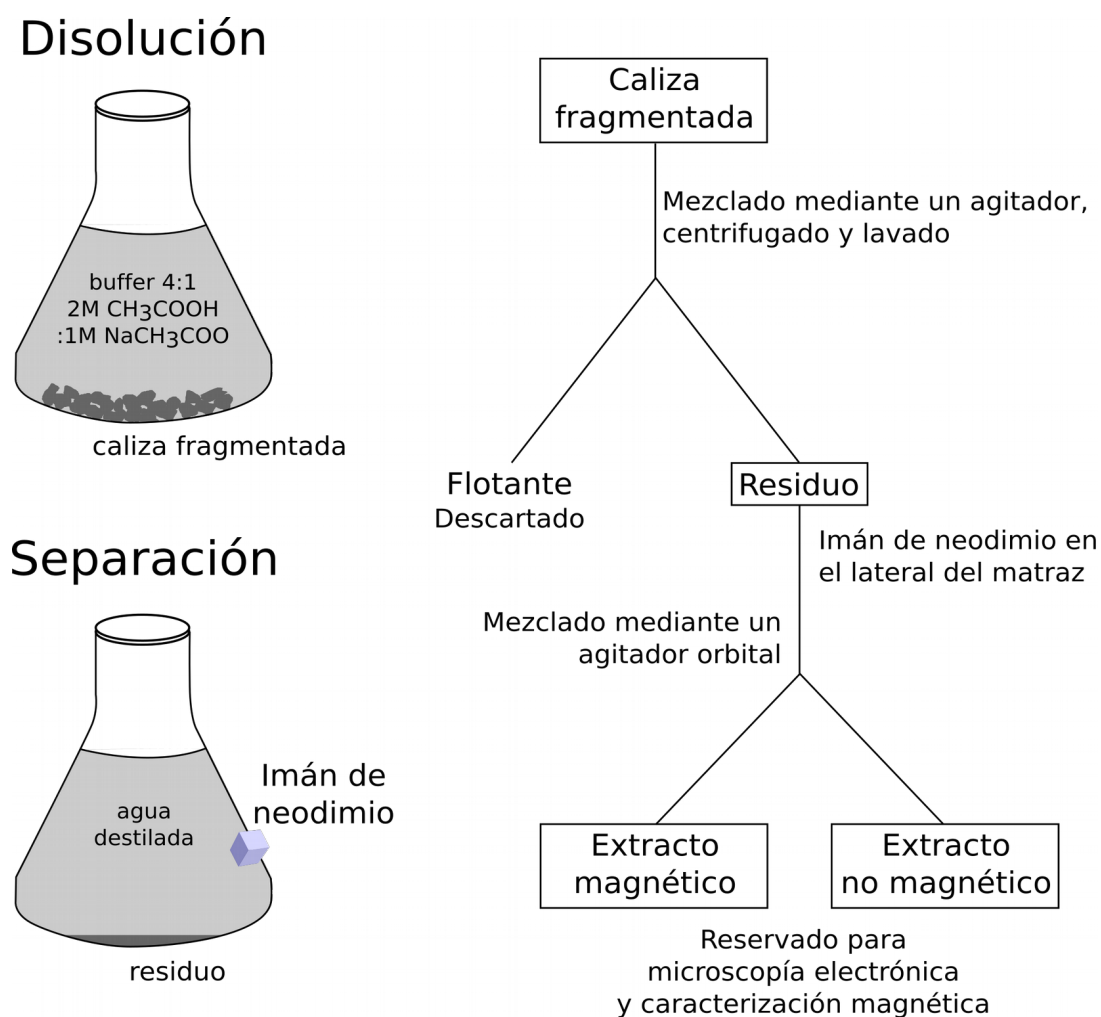 Disolución
buffer 4:1
2M CH3COOH
:1M NaCH3COO
caliza fragmentada
Separación
agua
destilada
Imán de
neodimio
residuo
Caliza
fragmentada
Mezclado mediante un agitador,
centrifugado y lavado
Flotante
Descartado
Residuo
Imán de neodimio en
el lateral del matraz
Mezclado mediante un
agitador orbital
Extracto
magnético
Extracto
no magnético
Reservado para
microscopía electrónica
y caracterización magnética